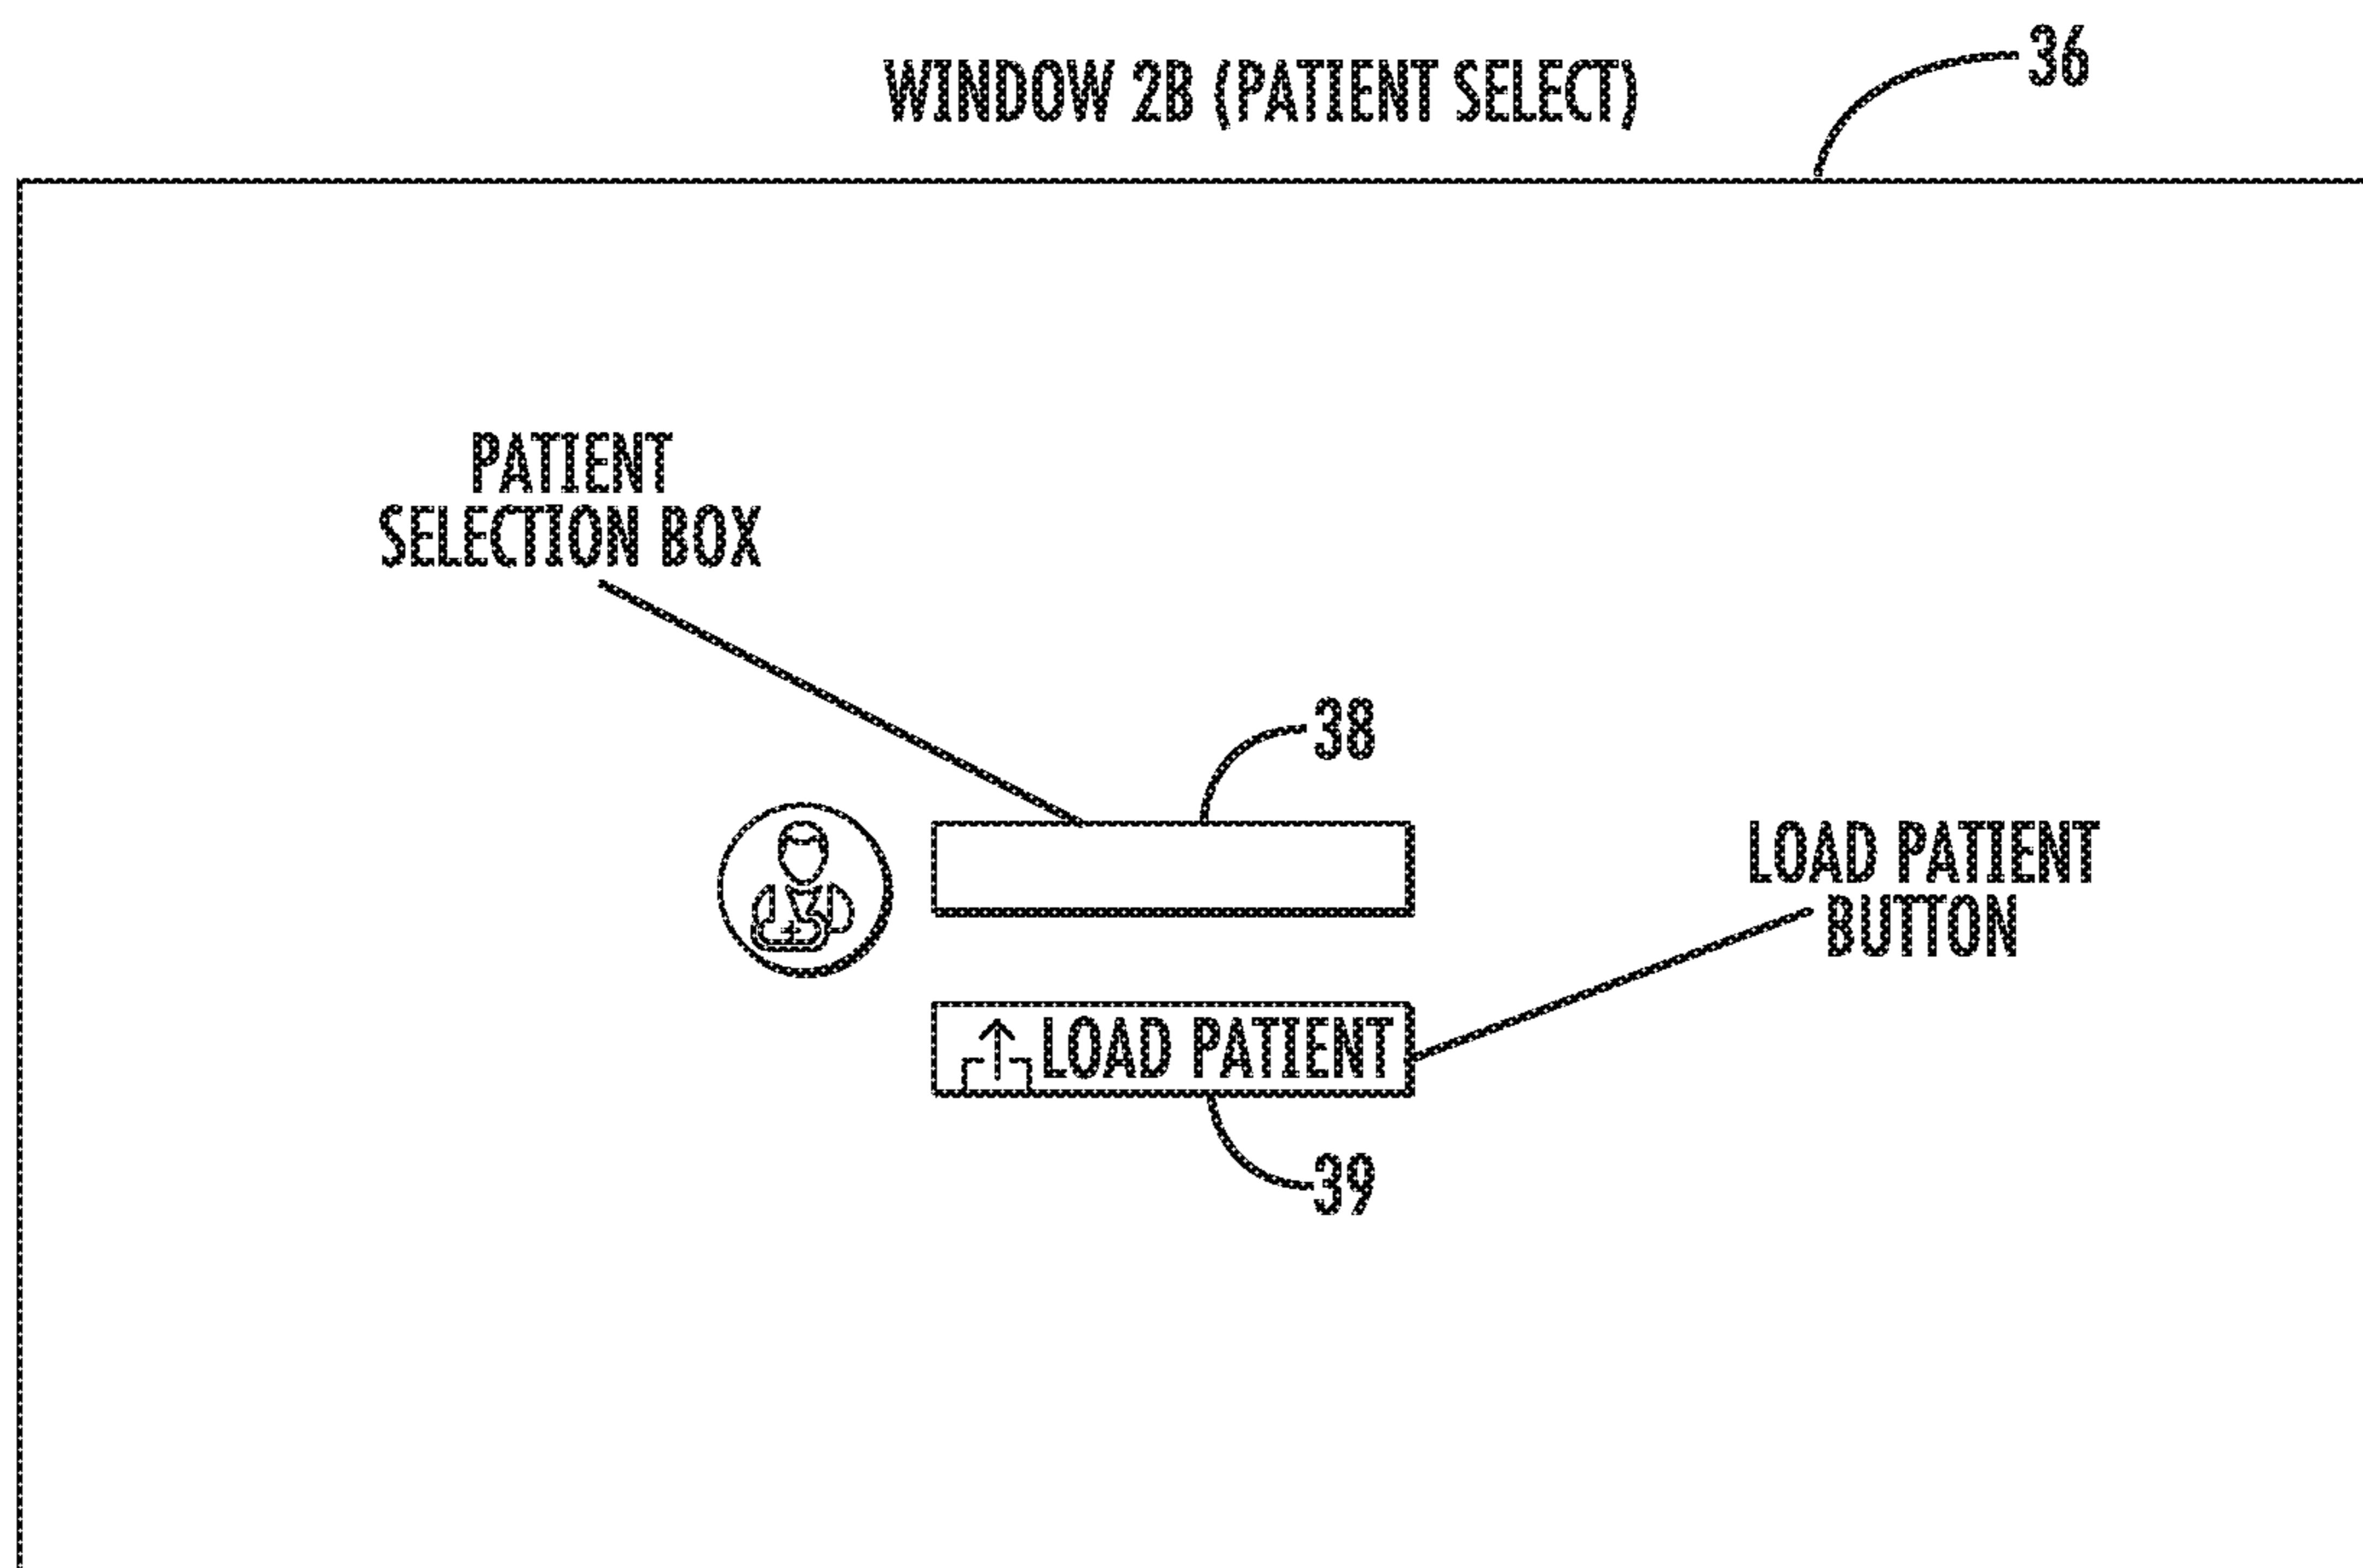 WINDOW 2B (PATIENT SELECT)
36
PATIENT
SELECTION BOX
38
LOAD PATIENT
BUTTON
LOAD PATIENT
39